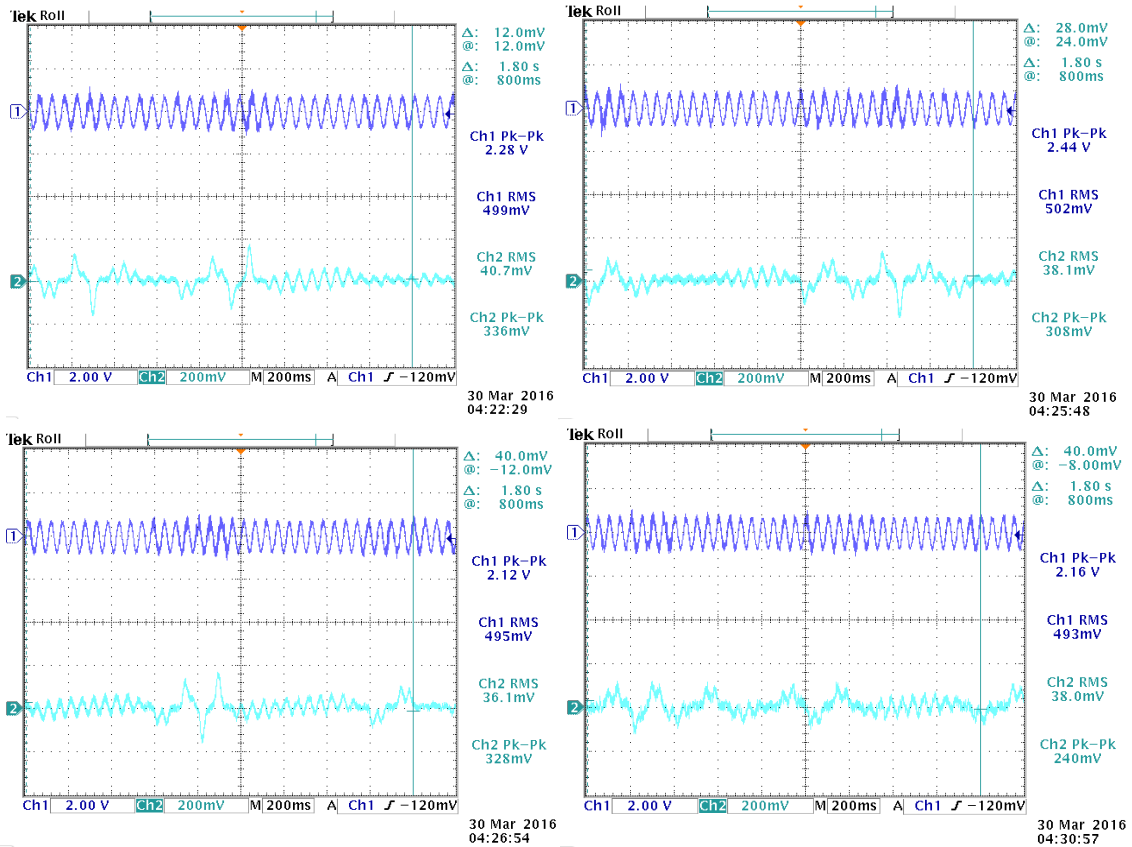 Tek Roll
Δ: 12.0mV
@: 12.0mV
Δ: 1.80 s
@: 800ms
1
Ch1 Pk–Pk
2.28 V
Ch1 RMS
499mV
Ch2 RMS
40.7mV
2
Ch2 Pk–Pk
336mV
Ch1 2.00 V Ch2 200mV M 200ms A Ch1 ƒ −120mV
30 Mar 2016
04:22:29
Tek Roll
Δ: 28.0mV
@: 24.0mV
Δ: 1.80 s
@: 800ms
1
Ch1 Pk–Pk
2.44 V
Ch1 RMS
502mV
Ch2 RMS
38.1mV
2
Ch2 Pk–Pk
308mV
Ch1 2.00 V Ch2 200mV M 200ms A Ch1 ƒ −120mV
30 Mar 2016
04:25:48
Tek Roll
Δ: 40.0mV
@: −12.0mV
Δ: 1.80 s
@: 800ms
1
Ch1 Pk–Pk
2.12 V
Ch1 RMS
495mV
Ch2 RMS
36.1mV
2
Ch2 Pk–Pk
328mV
Ch1 2.00 V Ch2 200mV M 200ms A Ch1 ƒ −120mV
30 Mar 2016
04:26:54
Tek Roll
Δ: 40.0mV
@: −8.00mV
Δ: 1.80 s
@: 800ms
1
Ch1 Pk–Pk
2.16 V
Ch1 RMS
493mV
Ch2 RMS
38.0mV
2
Ch2 Pk–Pk
240mV
Ch1 2.00 V Ch2 200mV M 200ms A Ch1 ƒ −120mV
30 Mar 2016
04:30:57